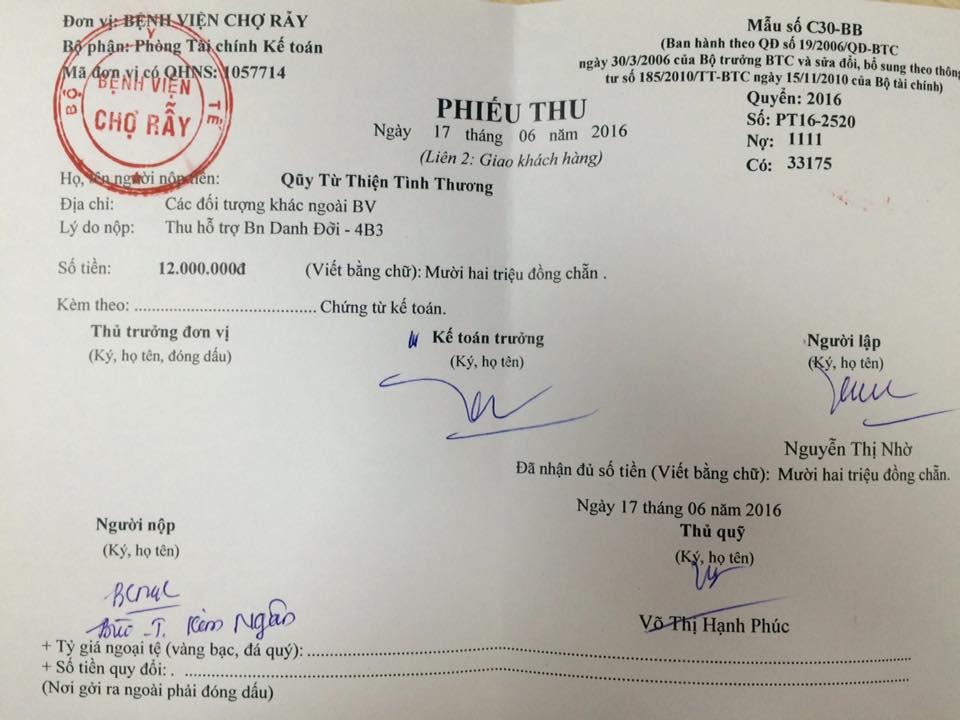 Đơn vị: BỆNH VIỆN CHỢ RẪY
Bộ phận: Phòng Tài chính Kế toán
Mã đơn vị có QHNS: 1057714
BỘ Y TẾ
BỆNH VIỆN
CHỢ RẪY
Mẫu số C30-BB
(Ban hành theo QĐ số 19/2006/QĐ-BTC
ngày 30/3/2006 của Bộ trưởng BTC và sửa đổi, bổ sung theo thông
tư số 185/2010/TT-BTC ngày 15/11/2010 của Bộ tài chính)
PHIẾU THU
Ngày 17 tháng 06 năm 2016
(Liên 2: Giao khách hàng)
Quyển: 2016
Số: PT16-2520
Nợ: 1111
Có: 33175
Họ, tên người nộp tiền: Qũy Từ Thiện Tình Thương
Địa chỉ: Các đối tượng khác ngoài BV
Lý do nộp: Thu hỗ trợ Bn Danh Đời - 4B3
Số tiền: 12.000.000đ (Viết bằng chữ): Mười hai triệu đồng chẵn .
Kèm theo: ........................................ Chứng từ kế toán.
Thủ trưởng đơn vị Kế toán trưởng Người lập
(Ký, họ tên, đóng dấu) (Ký, họ tên) (Ký, họ tên)
Nguyễn Thị Nhờ
Đã nhận đủ số tiền (Viết bằng chữ): Mười hai triệu đồng chẵn.
Ngày 17 tháng 06 năm 2016
Người nộp Thủ quỹ
(Ký, họ tên) (Ký, họ tên)
T. Kim Ngân
Võ Thị Hạnh Phúc
+ Tỷ giá ngoại tệ (vàng bạc, đá quý): ........................................
+ Số tiền quy đổi: . ........................................
(Nơi gởi ra ngoài phải đóng dấu)